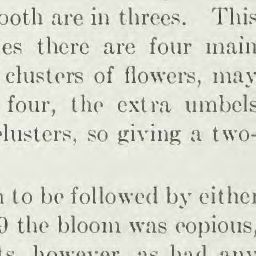 ooth are in threes. This
es there are four main
clusters of flowers, may
four, the extra umbels
clusters, so giving a two-
to be followed by either
9 the bloom was copious,
however, as had any